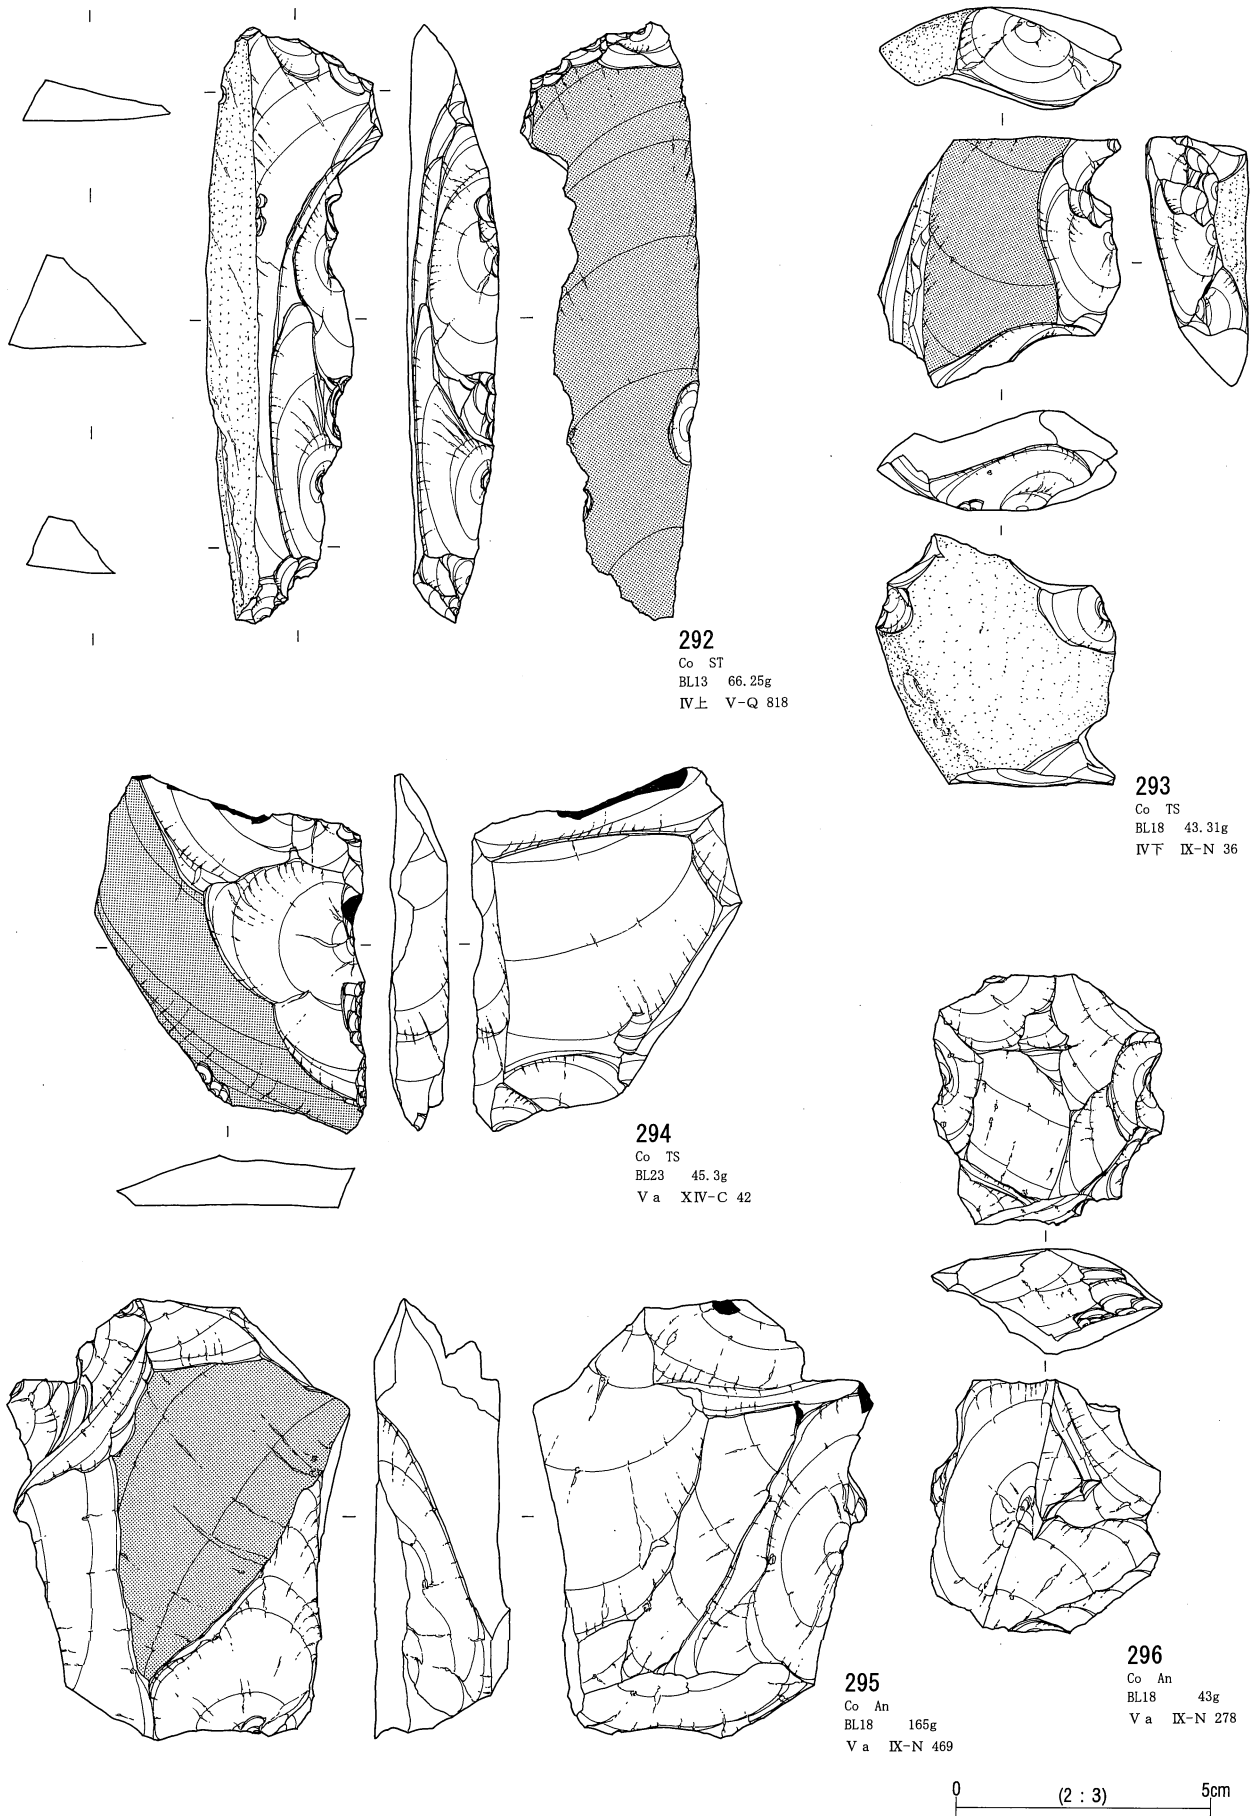 292
Co ST
BL13 66.25g
Ⅳ上 Ⅴ-Q 818
293
Co TS
BL18 43.31g
Ⅳ下 Ⅸ-N 36
294
Co TS
BL23 45.3g
Ⅴa ⅩⅣ-C 42
295
Co An
BL18 165g
Ⅴa Ⅸ-N 469
296
Co An
BL18 43g
Ⅴa Ⅸ-N 278
0 (2：3) 5cm